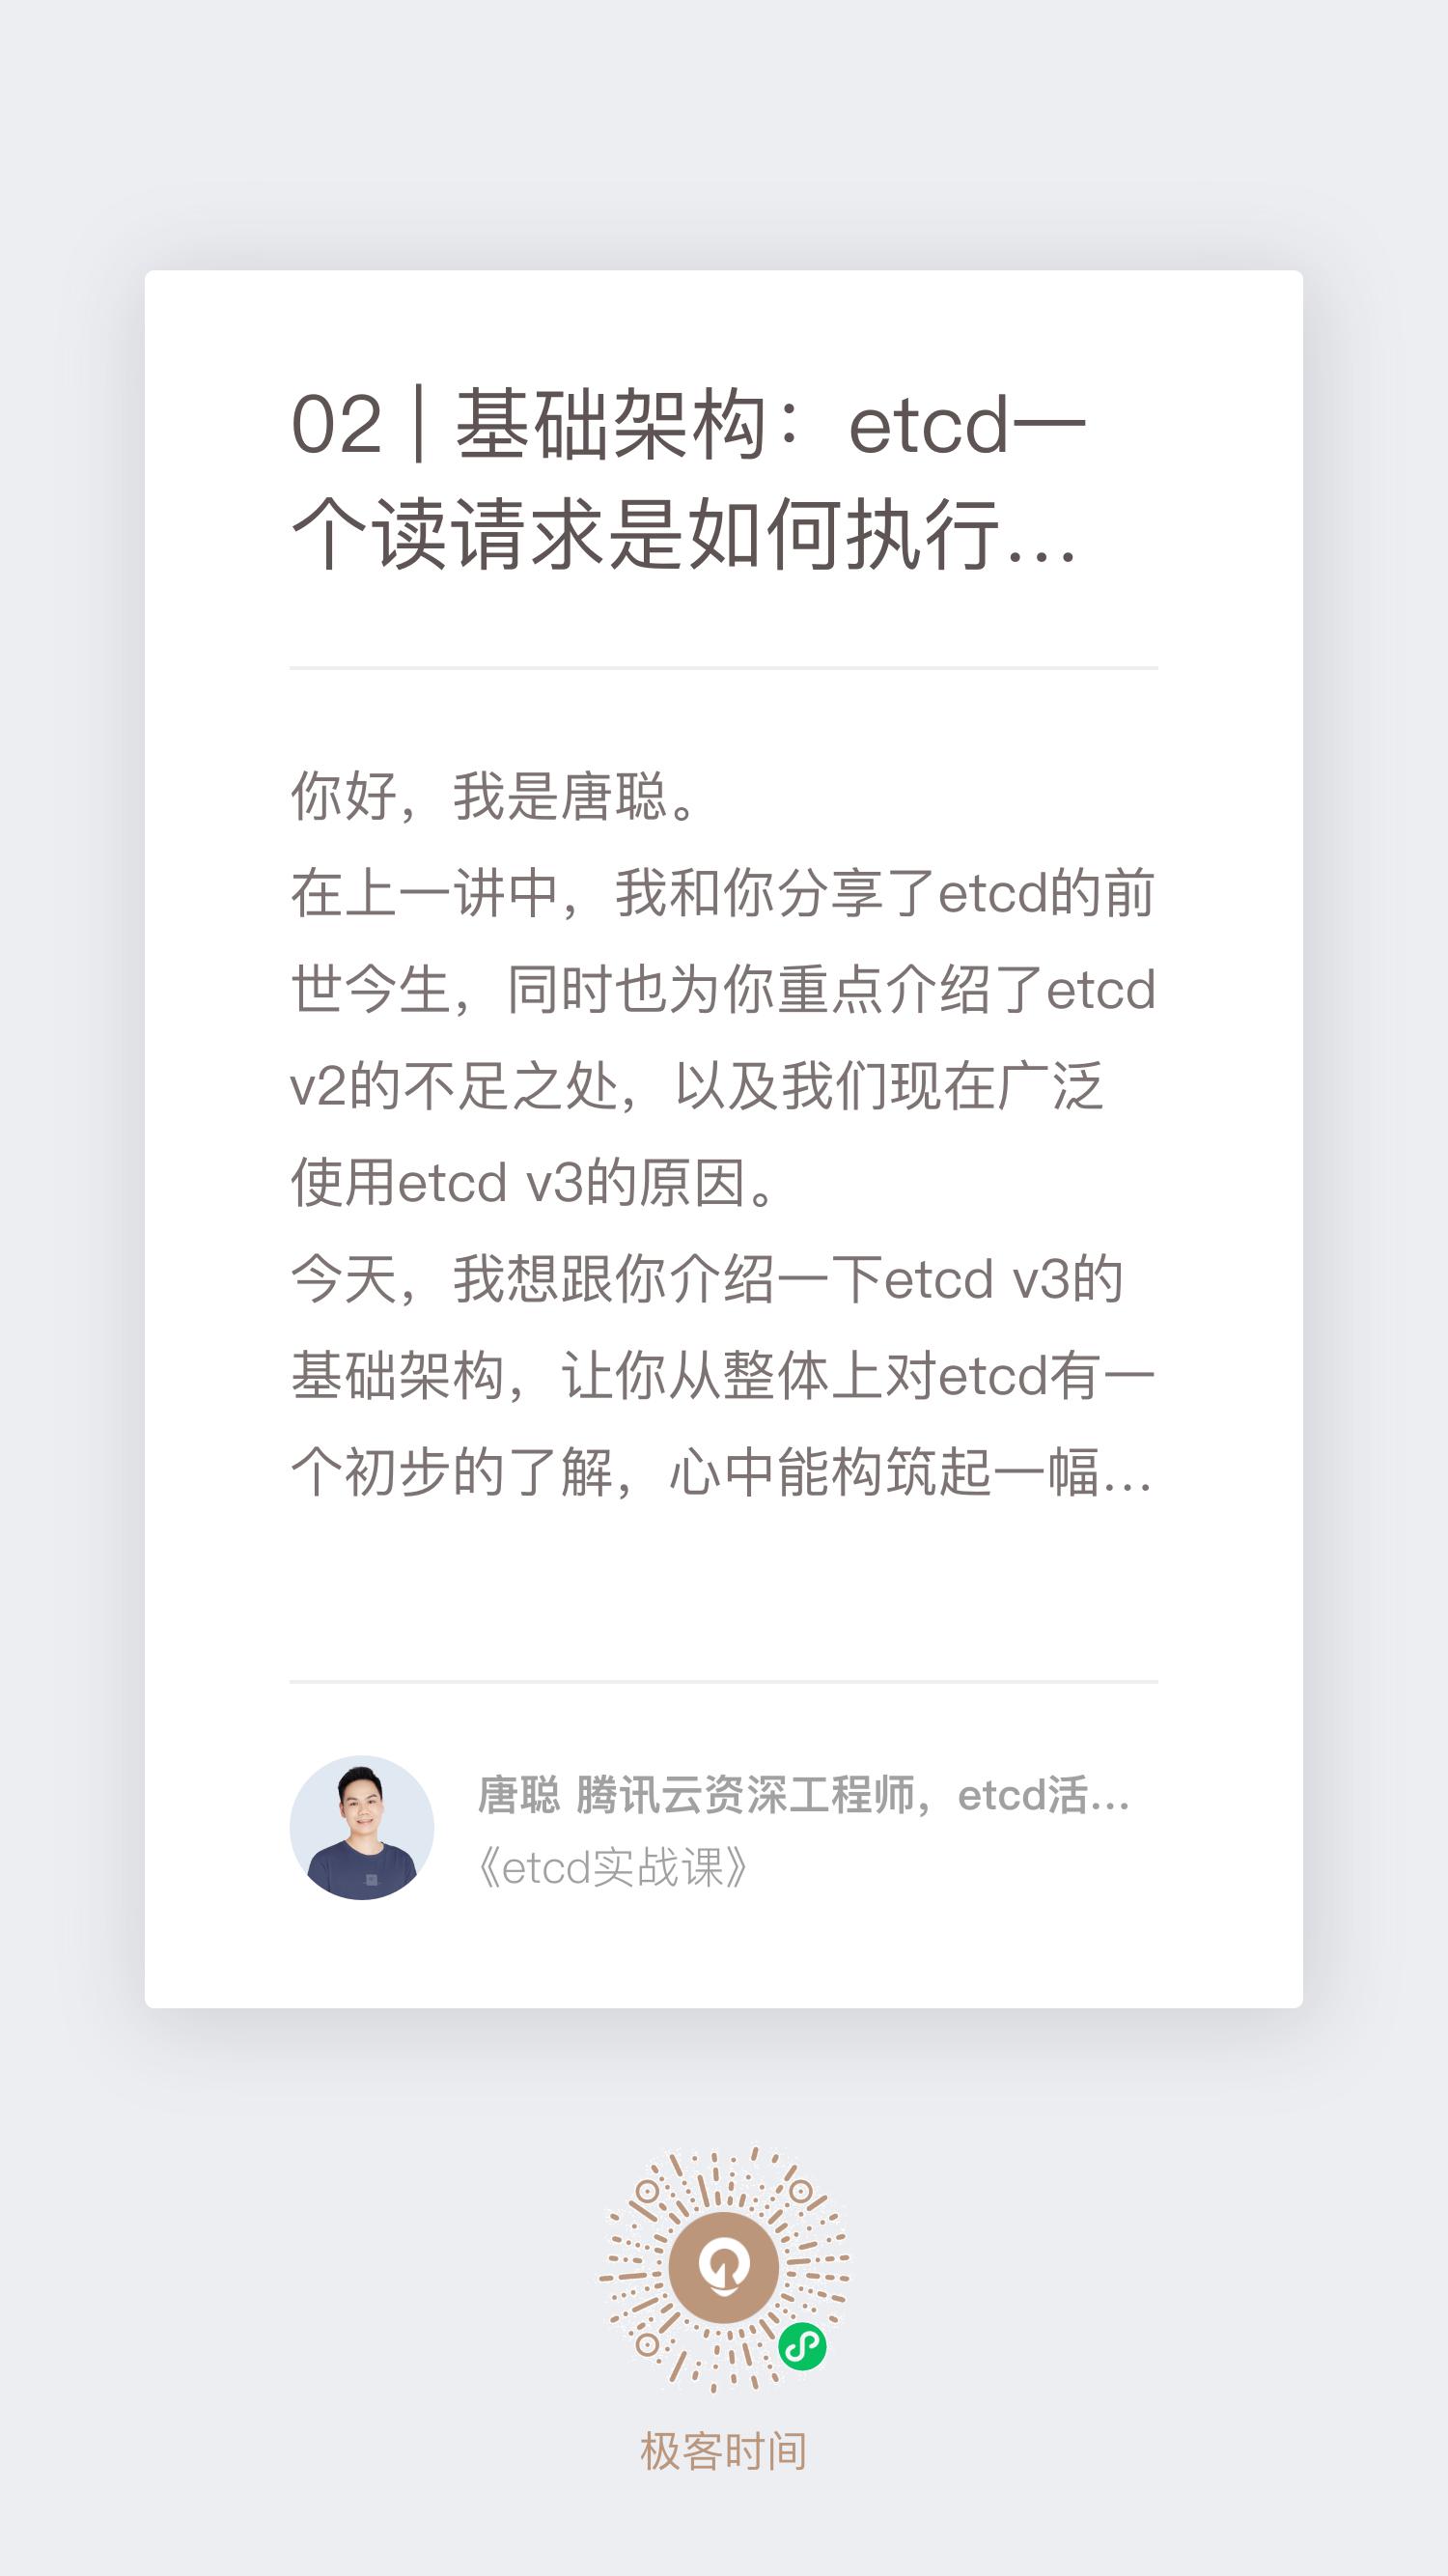 02 | 基础架构：etcd一
个读请求是如何执行...
你好，我是唐聪。
在上一讲中，我和你分享了etcd的前
世今生，同时也为你重点介绍了etcd
v2的不足之处，以及我们现在广泛
使用etcd v3的原因。
今天，我想跟你介绍一下etcd v3的
基础架构，让你从整体上对etcd有一
个初步的了解，心中能构筑起一幅...
唐聪 腾讯云资深工程师，etcd活...
《etcd实战课》
极客时间